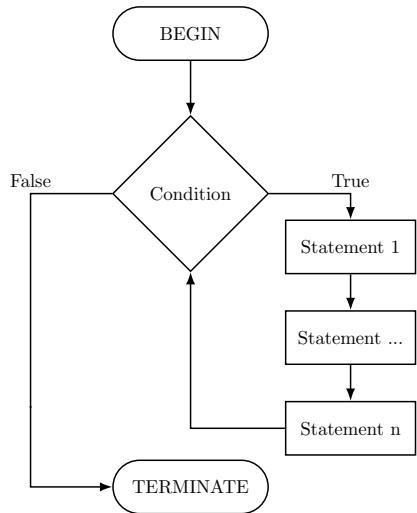 BEGIN
Condition
False
True
Statement 1
Statement ...
Statement n
TERMINATE